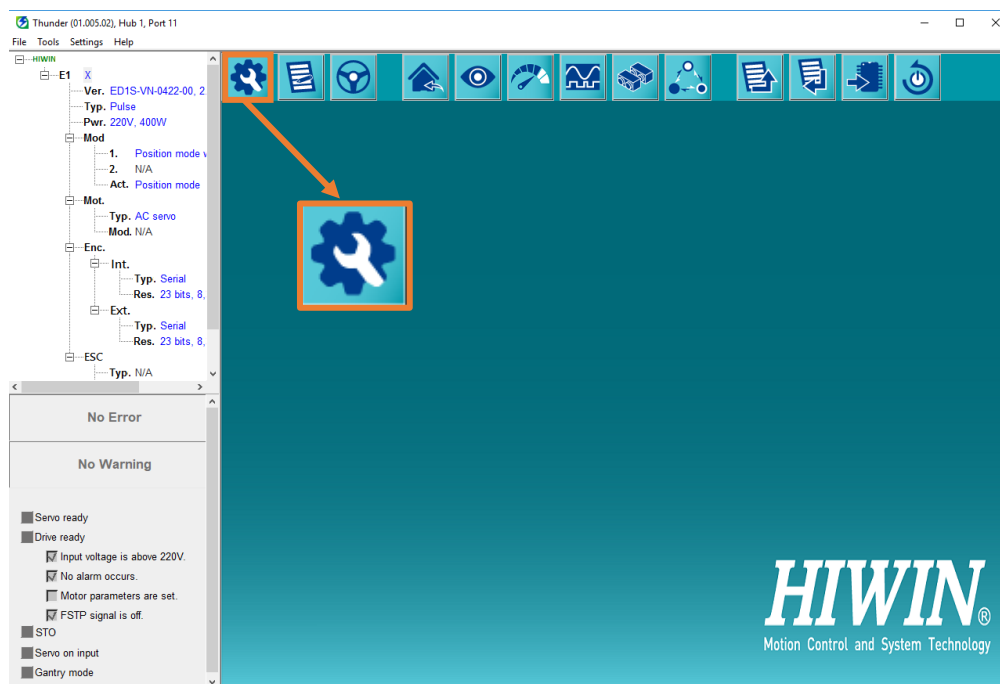 Thunder (01.005.02), Hub 1, Port 11
File Tools Settings Help
HIWIN
E1 X
Ver. ED1S-VN-0422-00, 2
Typ. Pulse
Pwr. 220V, 400W
Mod
1. Position mode
2. N/A
Act. Position mode
Mot.
Typ. AC servo
Mod. N/A
Enc.
Int.
Typ. Serial
Res. 23 bits, 8,
Ext.
Typ. Serial
Res. 23 bits, 8,
ESC
Typ. N/A
No Error
No Warning
Servo ready
Drive ready
Input voltage is above 220V.
No alarm occurs.
Motor parameters are set.
FSTP signal is off.
STO
Servo on input
Gantry mode
HIWIN®
Motion Control and System Technology